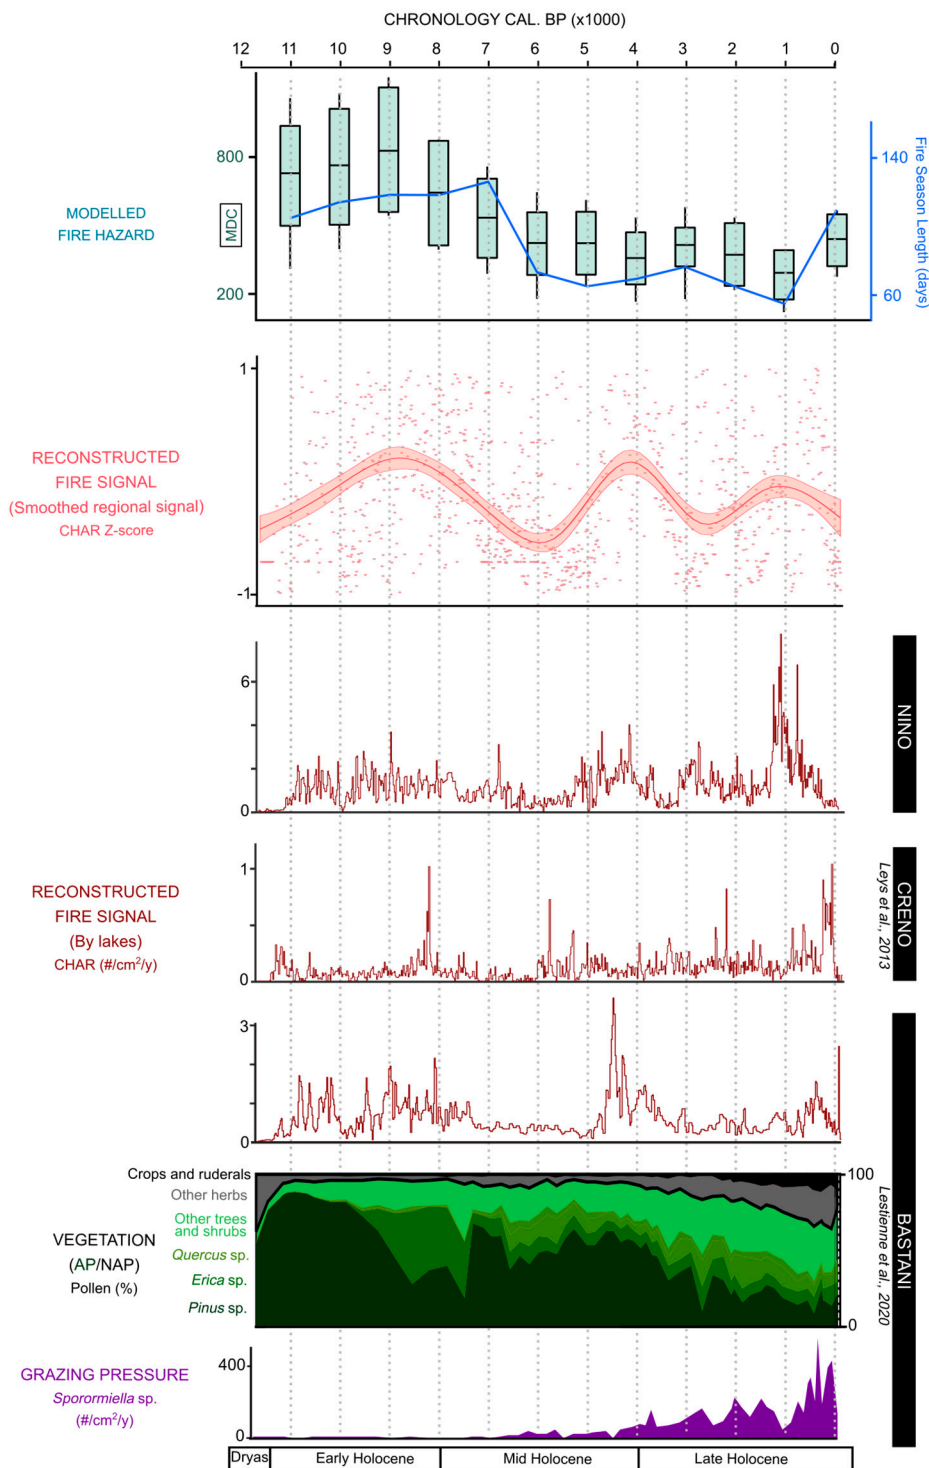 CHRONOLOGY CAL. BP (x1000)
12 11 10 9 8 7 6 5 4 3 2 1 0
800
200
MDC
MODELLED
FIRE HAZARD
140
60
Fire Season Length (days)
1
-1
RECONSTRUCTED
FIRE SIGNAL
(Smoothed regional signal)
CHAR Z-score
6
0
NINO
1
0
CRENO
Leys et al., 2013
RECONSTRUCTED
FIRE SIGNAL
(By lakes)
CHAR (#/cm²/y)
3
0
BASTANI
Lestienne et al., 2020
Crops and ruderals
Other herbs
Other trees
and shrubs
Quercus sp.
Erica sp.
Pinus sp.
VEGETATION
(AP/NAP)
Pollen (%)
100
0
GRAZING PRESSURE
Sporormiella sp.
(#/cm²/y)
400
0
Dryas Early Holocene Mid Holocene Late Holocene